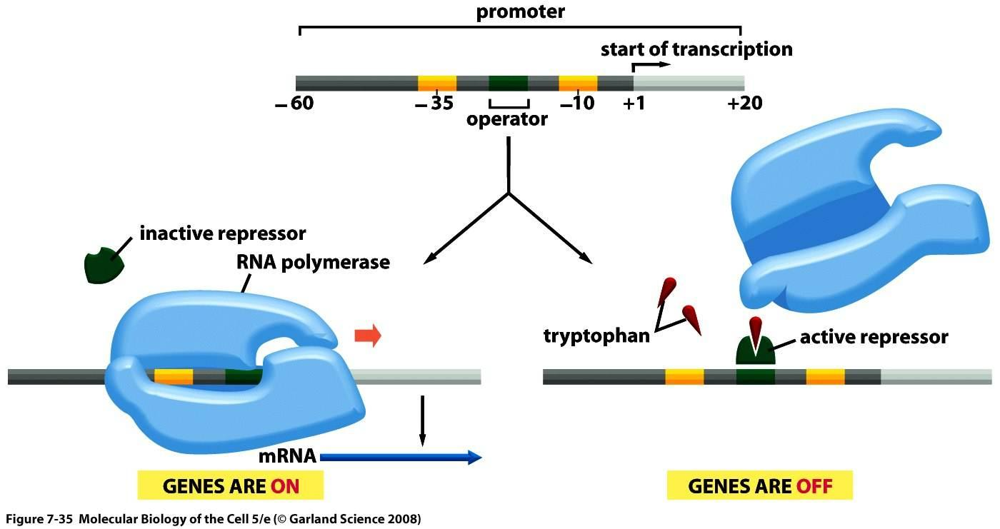 promoter
start of transcription
– 60
– 35
–10
+1
+20
operator
inactive repressor
RNA polymerase
tryptophan
active repressor
mRNA
GENES ARE ON
GENES ARE OFF
Figure 7-35 Molecular Biology of the Cell 5/e (© Garland Science 2008)